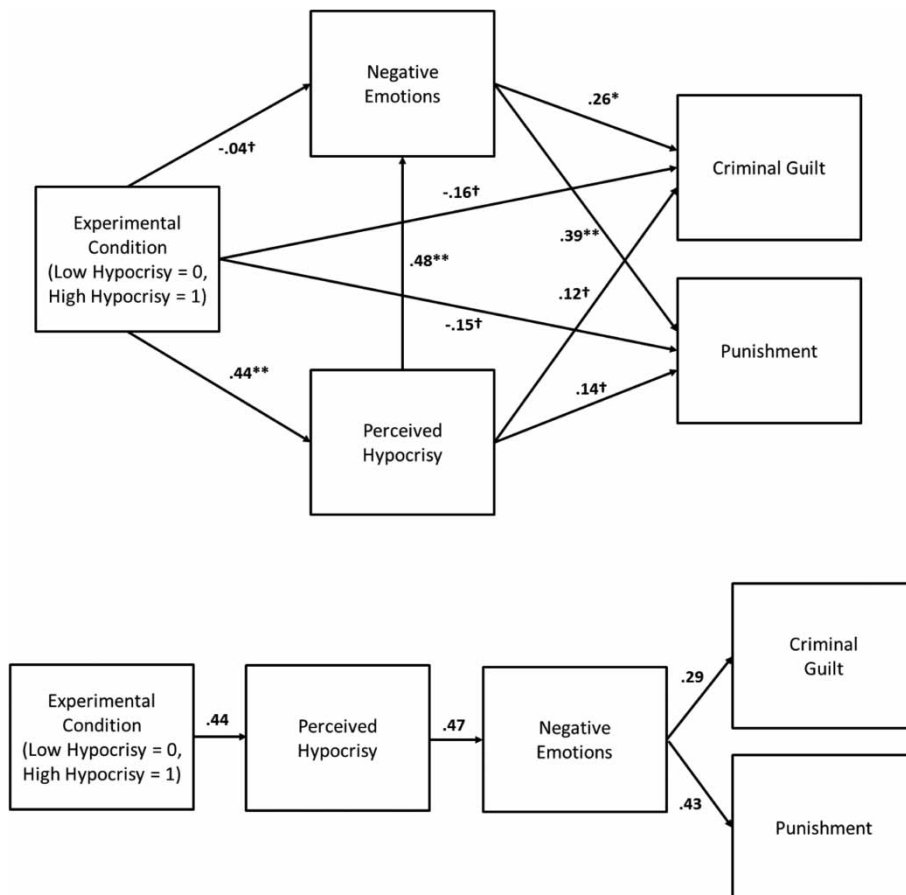 Negative
Emotions
.26*
Criminal Guilt
-.04†
-.16†
Experimental
Condition
(Low Hypocrisy = 0,
High Hypocrisy = 1)
.39**
.48**
.12†
-.15†
Punishment
.44**
.14†
Perceived
Hypocrisy
Criminal
Guilt
Experimental
Condition
(Low Hypocrisy = 0,
High Hypocrisy = 1)
.44
Perceived
Hypocrisy
.47
Negative
Emotions
.29
.43
Punishment